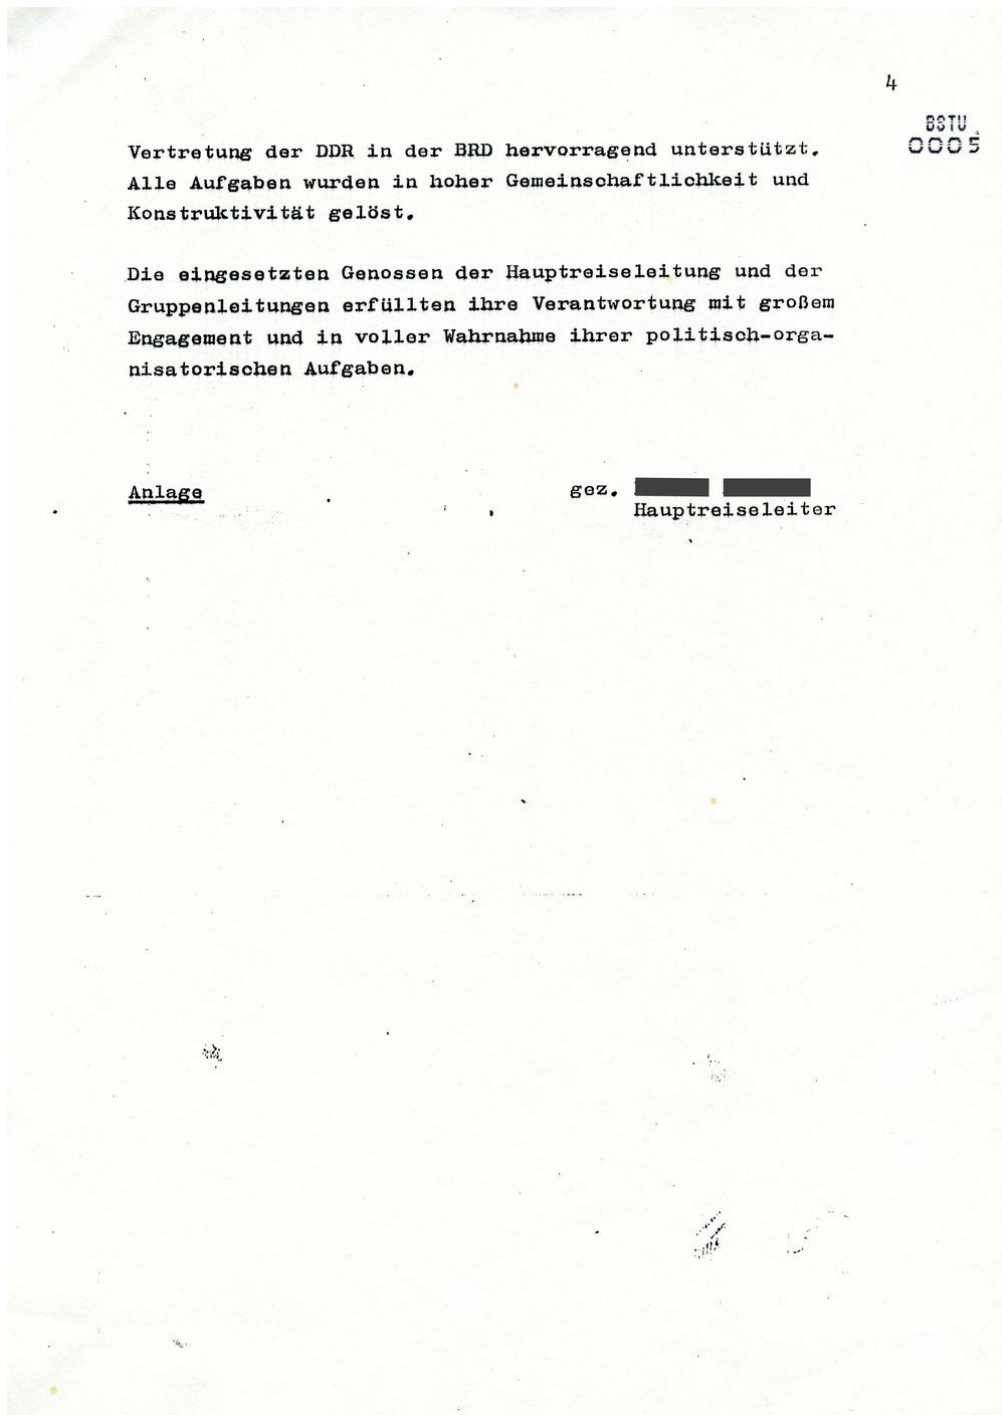 4
BSTU
0005
Vertretung der DDR in der BRD hervorragend unterstützt.
Alle Aufgaben wurden in hoher Gemeinschaftlichkeit und
Konstruktivität gelöst.
Die eingesetzten Genossen der Hauptreiseleitung und der
Gruppenleitungen erfüllten ihre Verantwortung mit großem
Engagement und in voller Wahrnahme ihrer politisch-orga-
nisatorischen Aufgaben.
Anlage
gez.
Hauptreiseleiter